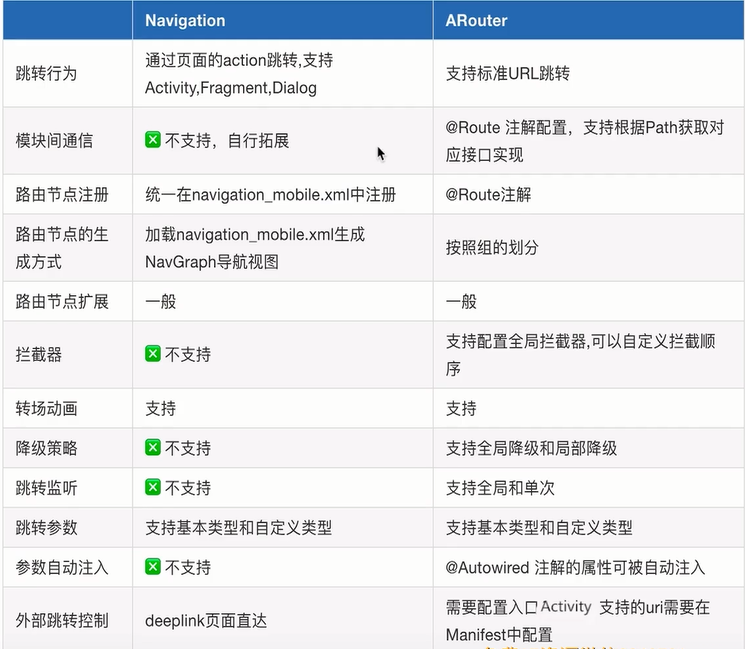 Navigation
ARouter
跳转行为
通过页面的action跳转,支持
Activity,Fragment,Dialog
支持标准URL跳转
模块间通信
❎ 不支持，自行拓展
@Route 注解配置，支持根据Path获取对
应接口实现
路由节点注册
统一在navigation_mobile.xml中注册
@Route注解
路由节点的生
成方式
加载navigation_mobile.xml生成
NavGraph导航视图
按照组的划分
路由节点扩展
一般
一般
拦截器
❎ 不支持
支持配置全局拦截器,可以自定义拦截顺
序
转场动画
支持
支持
降级策略
❎ 不支持
支持全局降级和局部降级
跳转监听
❎ 不支持
支持全局和单次
跳转参数
支持基本类型和自定义类型
支持基本类型和自定义类型
参数自动注入
❎ 不支持
@Autowired 注解的属性可被自动注入
外部跳转控制
deeplink页面直达
需要配置入口Activity 支持的uri需要在
Manifest中配置